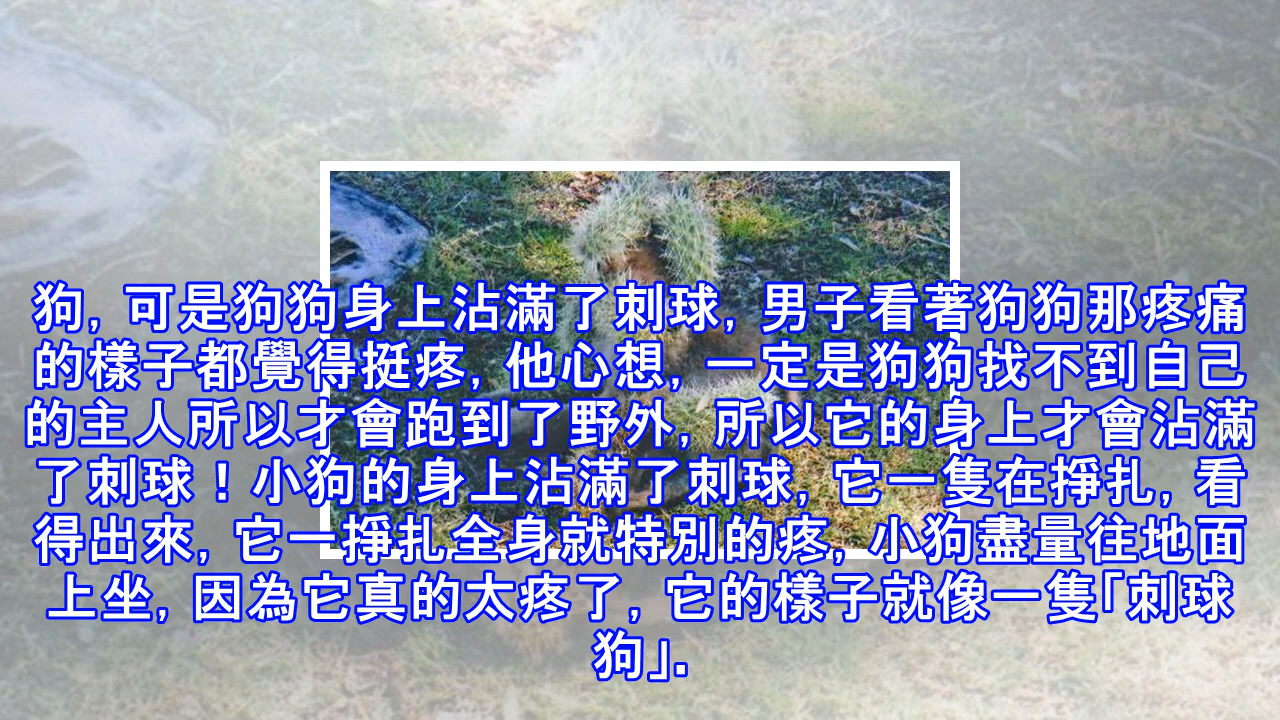 狗, 可是狗狗身上沾滿了刺球, 男子看著狗狗那疼痛
的樣子都覺得挺疼, 他心想, 一定是狗狗找不到自己
的主人所以才會跑到了野外, 所以它的身上才會沾滿
了刺球！小狗的身上沾滿了刺球, 它一隻在掙扎, 看
得出來, 它一掙扎全身就特別的疼, 小狗盡量往地面
上坐, 因為它真的太疼了, 它的樣子就像一隻「刺球
狗」.